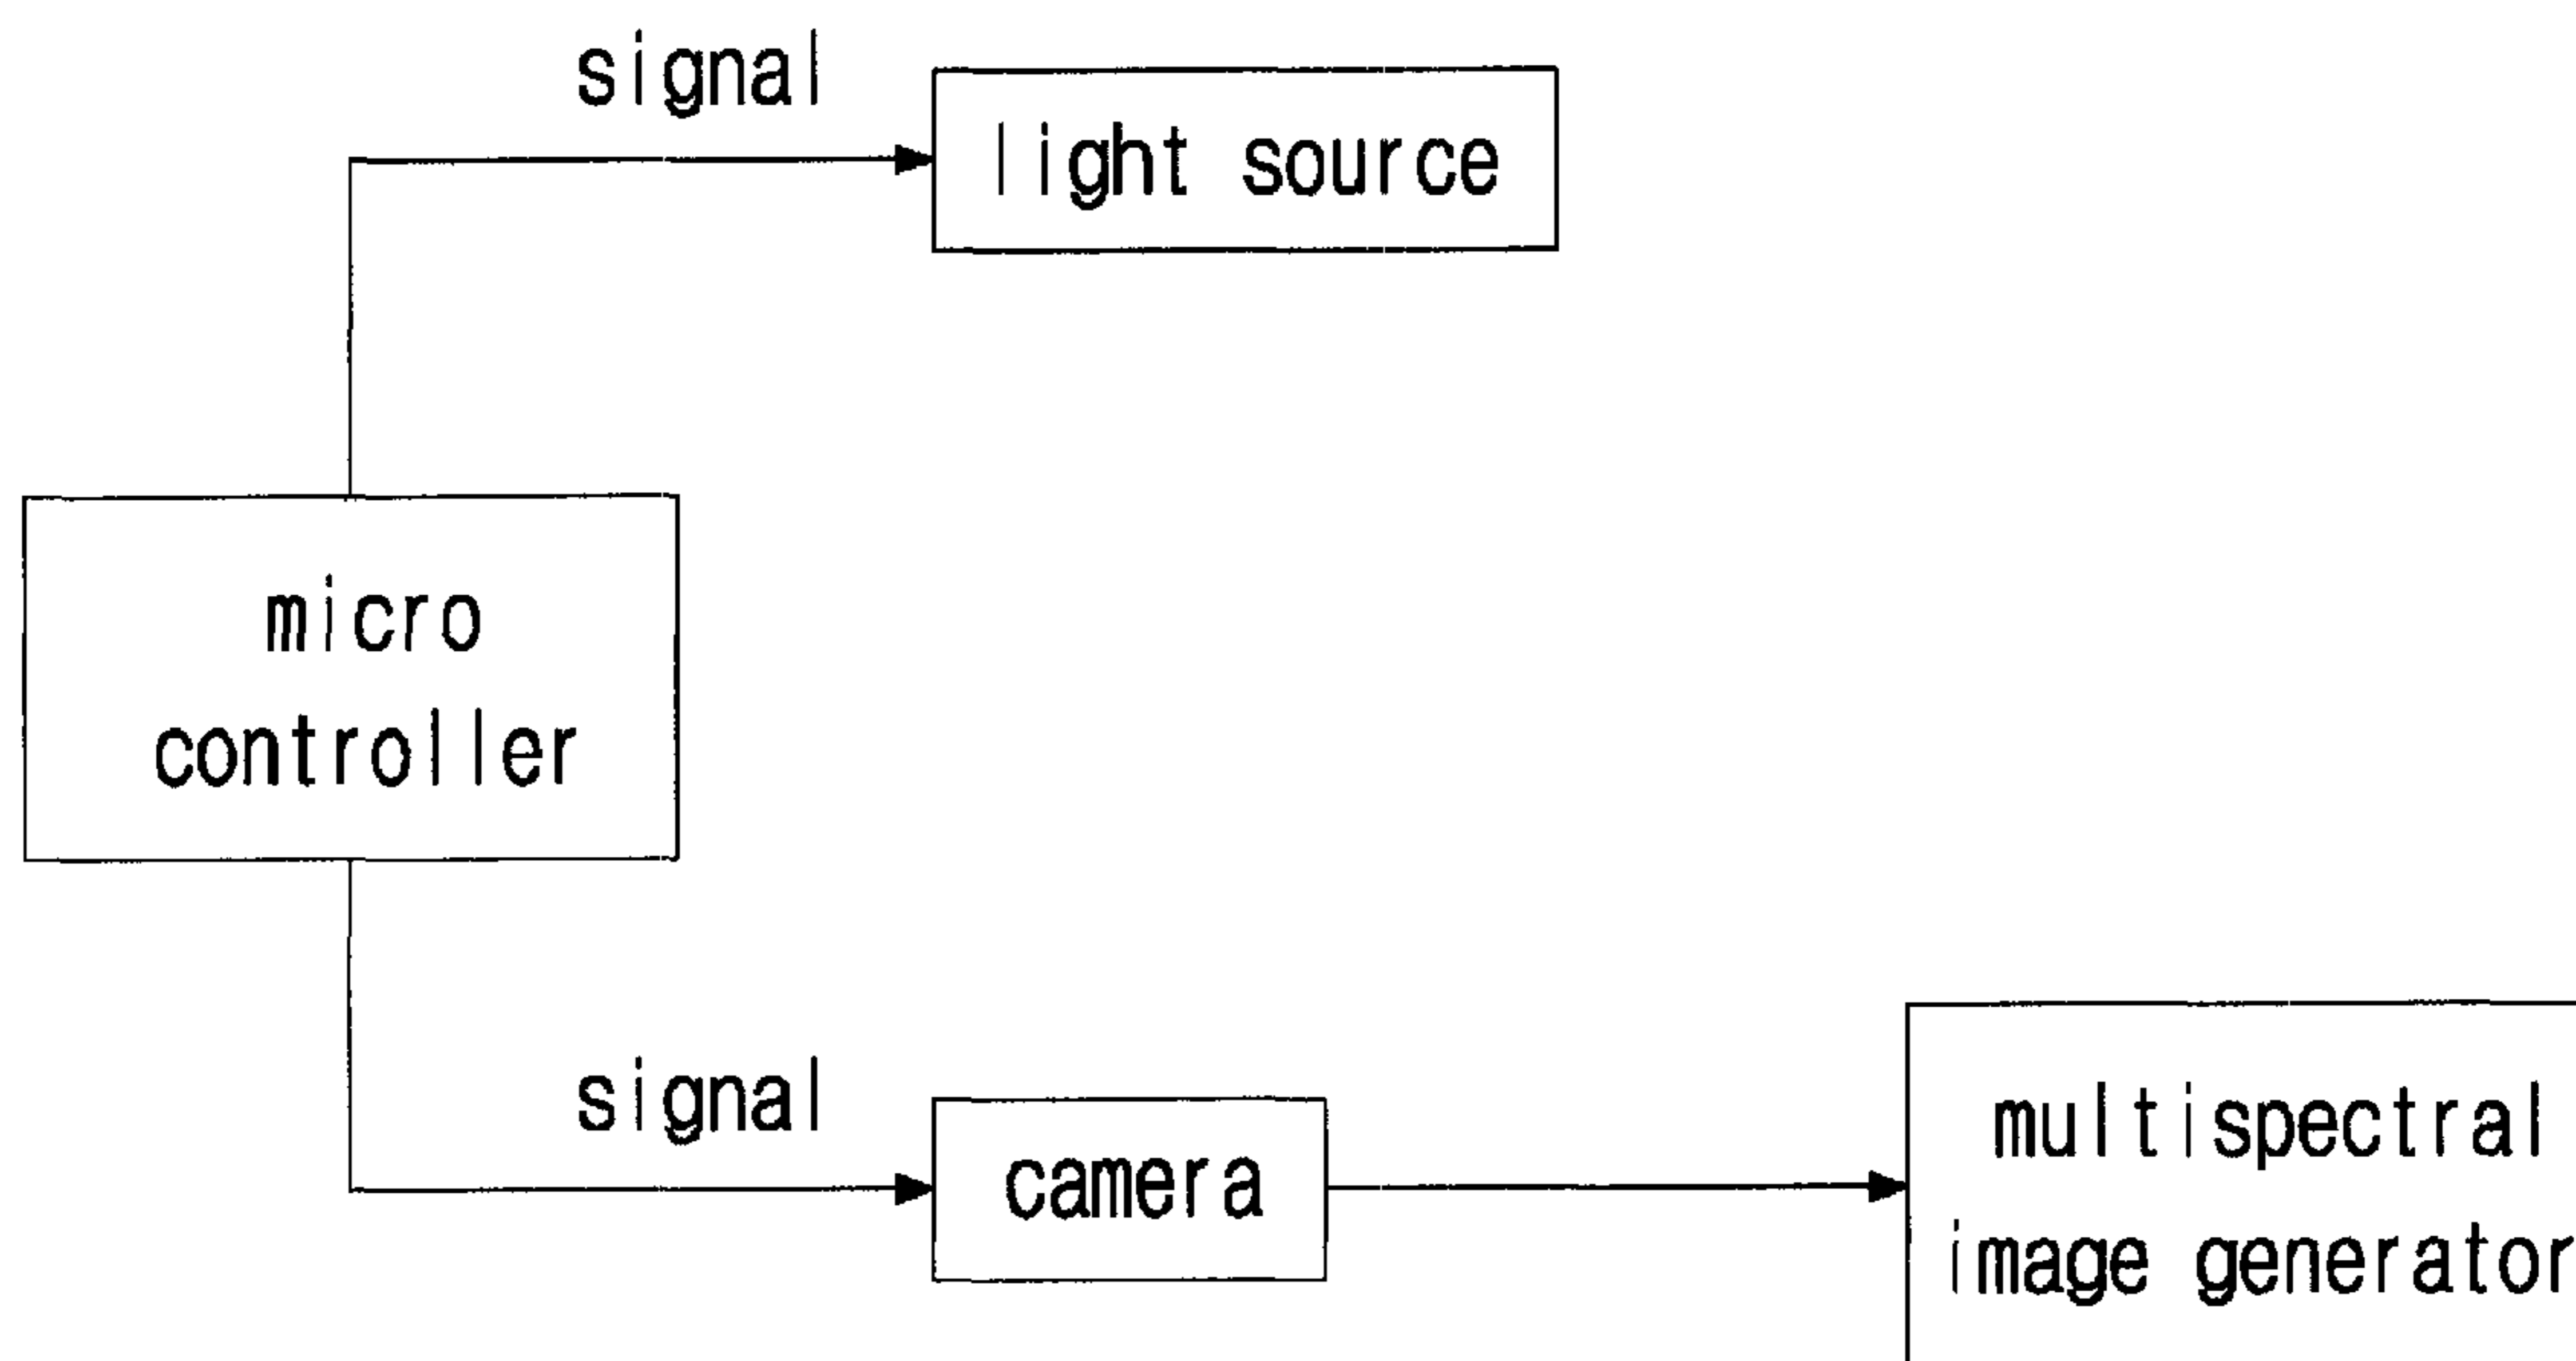 signal
light source
micro
controller
signal
camera
multispectral
image generator